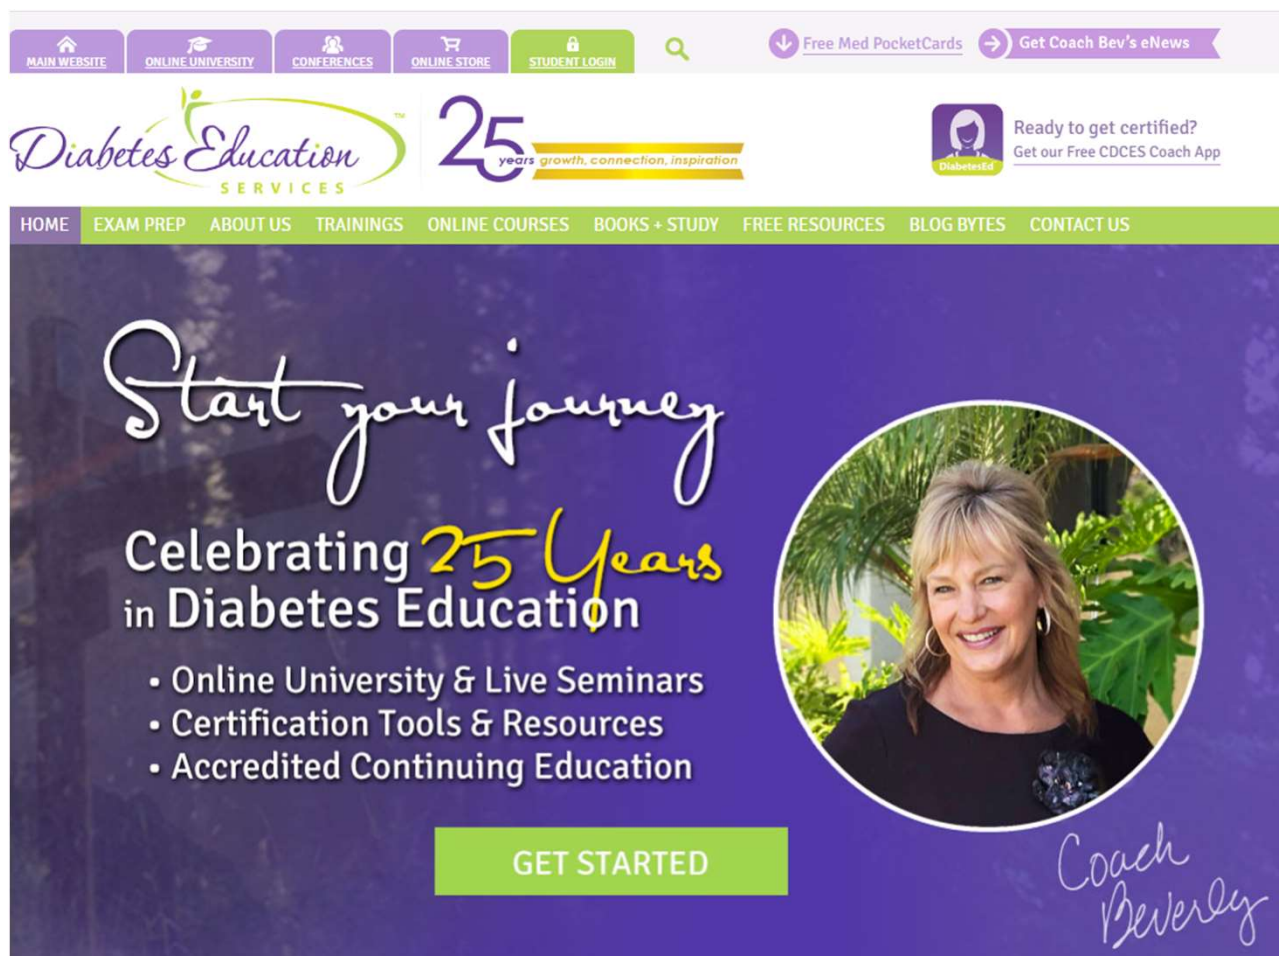 MAIN WEBSITE
ONLINE UNIVERSITY
CONFERENCES
ONLINE STORE
STUDENT LOGIN
Free Med PocketCards
Get Coach Bev's eNews
Diabetes Education
SERVICES
TM
25
years growth, connection, inspiration
DiabetesEd
Ready to get certified?
Get our Free CDCES Coach App
HOME EXAM PREP ABOUT US TRAININGS ONLINE COURSES BOOKS + STUDY FREE RESOURCES BLOG BYTES CONTACT US
Start your journey
Celebrating 25 Years
in Diabetes Education
• Online University & Live Seminars
• Certification Tools & Resources
• Accredited Continuing Education
GET STARTED
Coach
Beverly